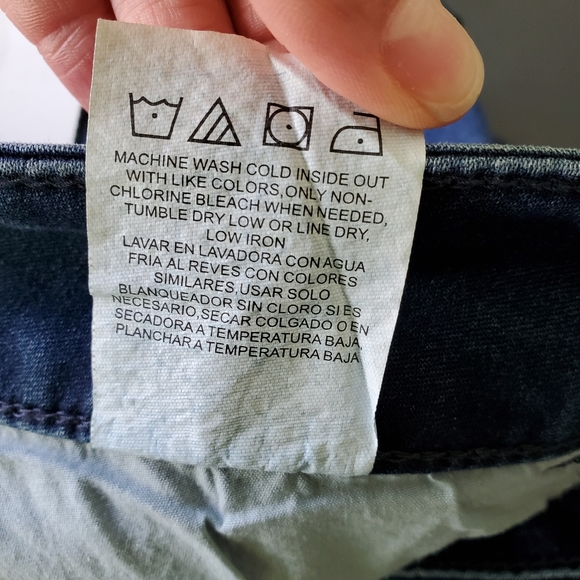 MACHINE WASH COLD INSIDE OUT
WITH LIKE COLORS,ONLY NON-
CHLORINE BLEACH WHEN NEEDED,
TUMBLE DRY LOW OR LINE DRY,
LOW IRON
LAVAR EN LAVADORA CON AGUA
FRIA AL REVES CON COLORES
SIMILARES,USAR SOLO
BLANQUEADOR SIN CLORO SI ES
NECESARIO,SECAR COLGADO O EN
SECADORA A TEMPERATURA BAJA,
PLANCHAR A TEMPERATURA BAJA